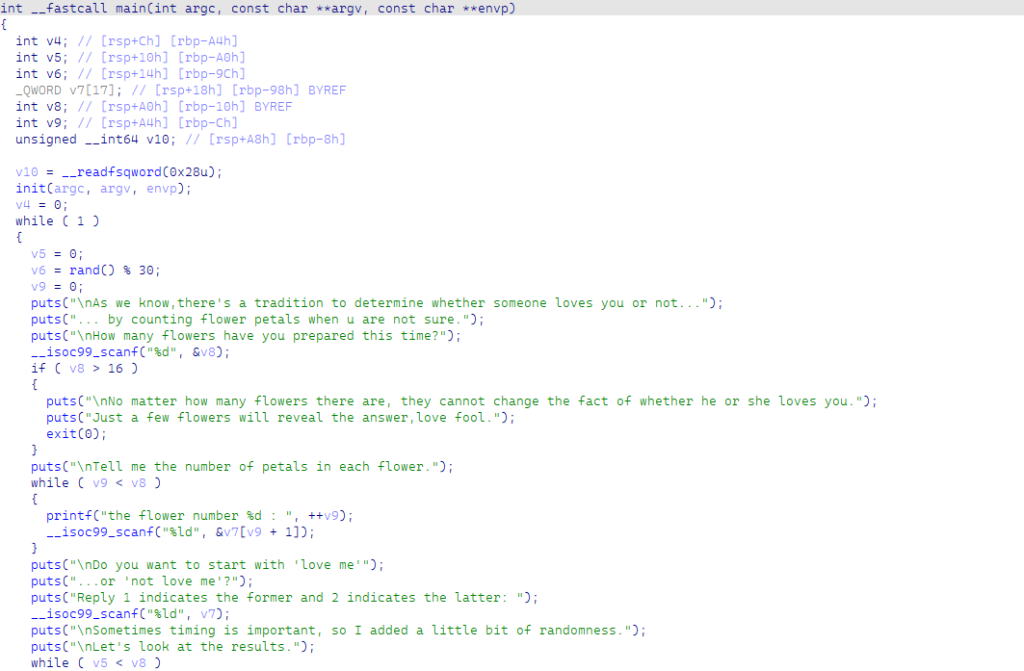 int __fastcall main(int argc, const char **argv, const char **envp)
{
  int v4; // [rsp+Ch] [rbp-A4h]
  int v5; // [rsp+10h] [rbp-A0h]
  int v6; // [rsp+14h] [rbp-9Ch]
  _QWORD v7[17]; // [rsp+18h] [rbp-98h] BYREF
  int v8; // [rsp+A0h] [rbp-10h] BYREF
  int v9; // [rsp+A4h] [rbp-Ch]
  unsigned __int64 v10; // [rsp+A8h] [rbp-8h]

  v10 = __readfsqword(0x28u);
  init(argc, argv, envp);
  v4 = 0;
  while ( 1 )
  {
    v5 = 0;
    v6 = rand() % 30;
    v9 = 0;
    puts("\nAs we know,there's a tradition to determine whether someone loves you or not...");
    puts("... by counting flower petals when u are not sure.");
    puts("\nHow many flowers have you prepared this time?");
    __isoc99_scanf("%d", &v8);
    if ( v8 > 16 )
    {
      puts("\nNo matter how many flowers there are, they cannot change the fact of whether he or she loves you.");
      puts("Just a few flowers will reveal the answer,love fool.");
      exit(0);
    }
    puts("\nTell me the number of petals in each flower.");
    while ( v9 < v8 )
    {
      printf("the flower number %d : ", ++v9);
      __isoc99_scanf("%ld", &v7[v9 + 1]);
    }
    puts("\nDo you want to start with 'love me'");
    puts("...or 'not love me'?");
    puts("Reply 1 indicates the former and 2 indicates the latter: ");
    __isoc99_scanf("%ld", v7);
    puts("\nSometimes timing is important, so I added a little bit of randomness.");
    puts("\nLet's look at the results.");
    while ( v5 < v8 )